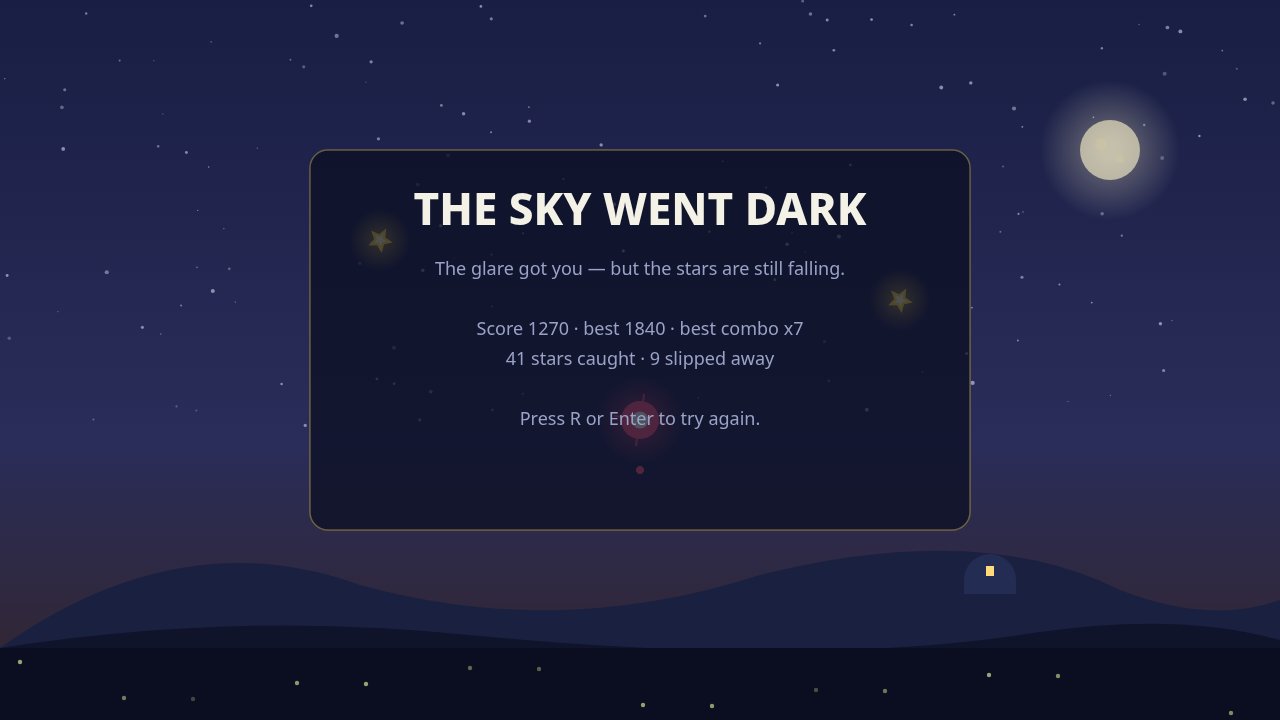 THE SKY WENT DARK
The glare got you — but the stars are still falling.
Score 1270 · best 1840 · best combo x7
41 stars caught · 9 slipped away
Press R or Enter to try again.